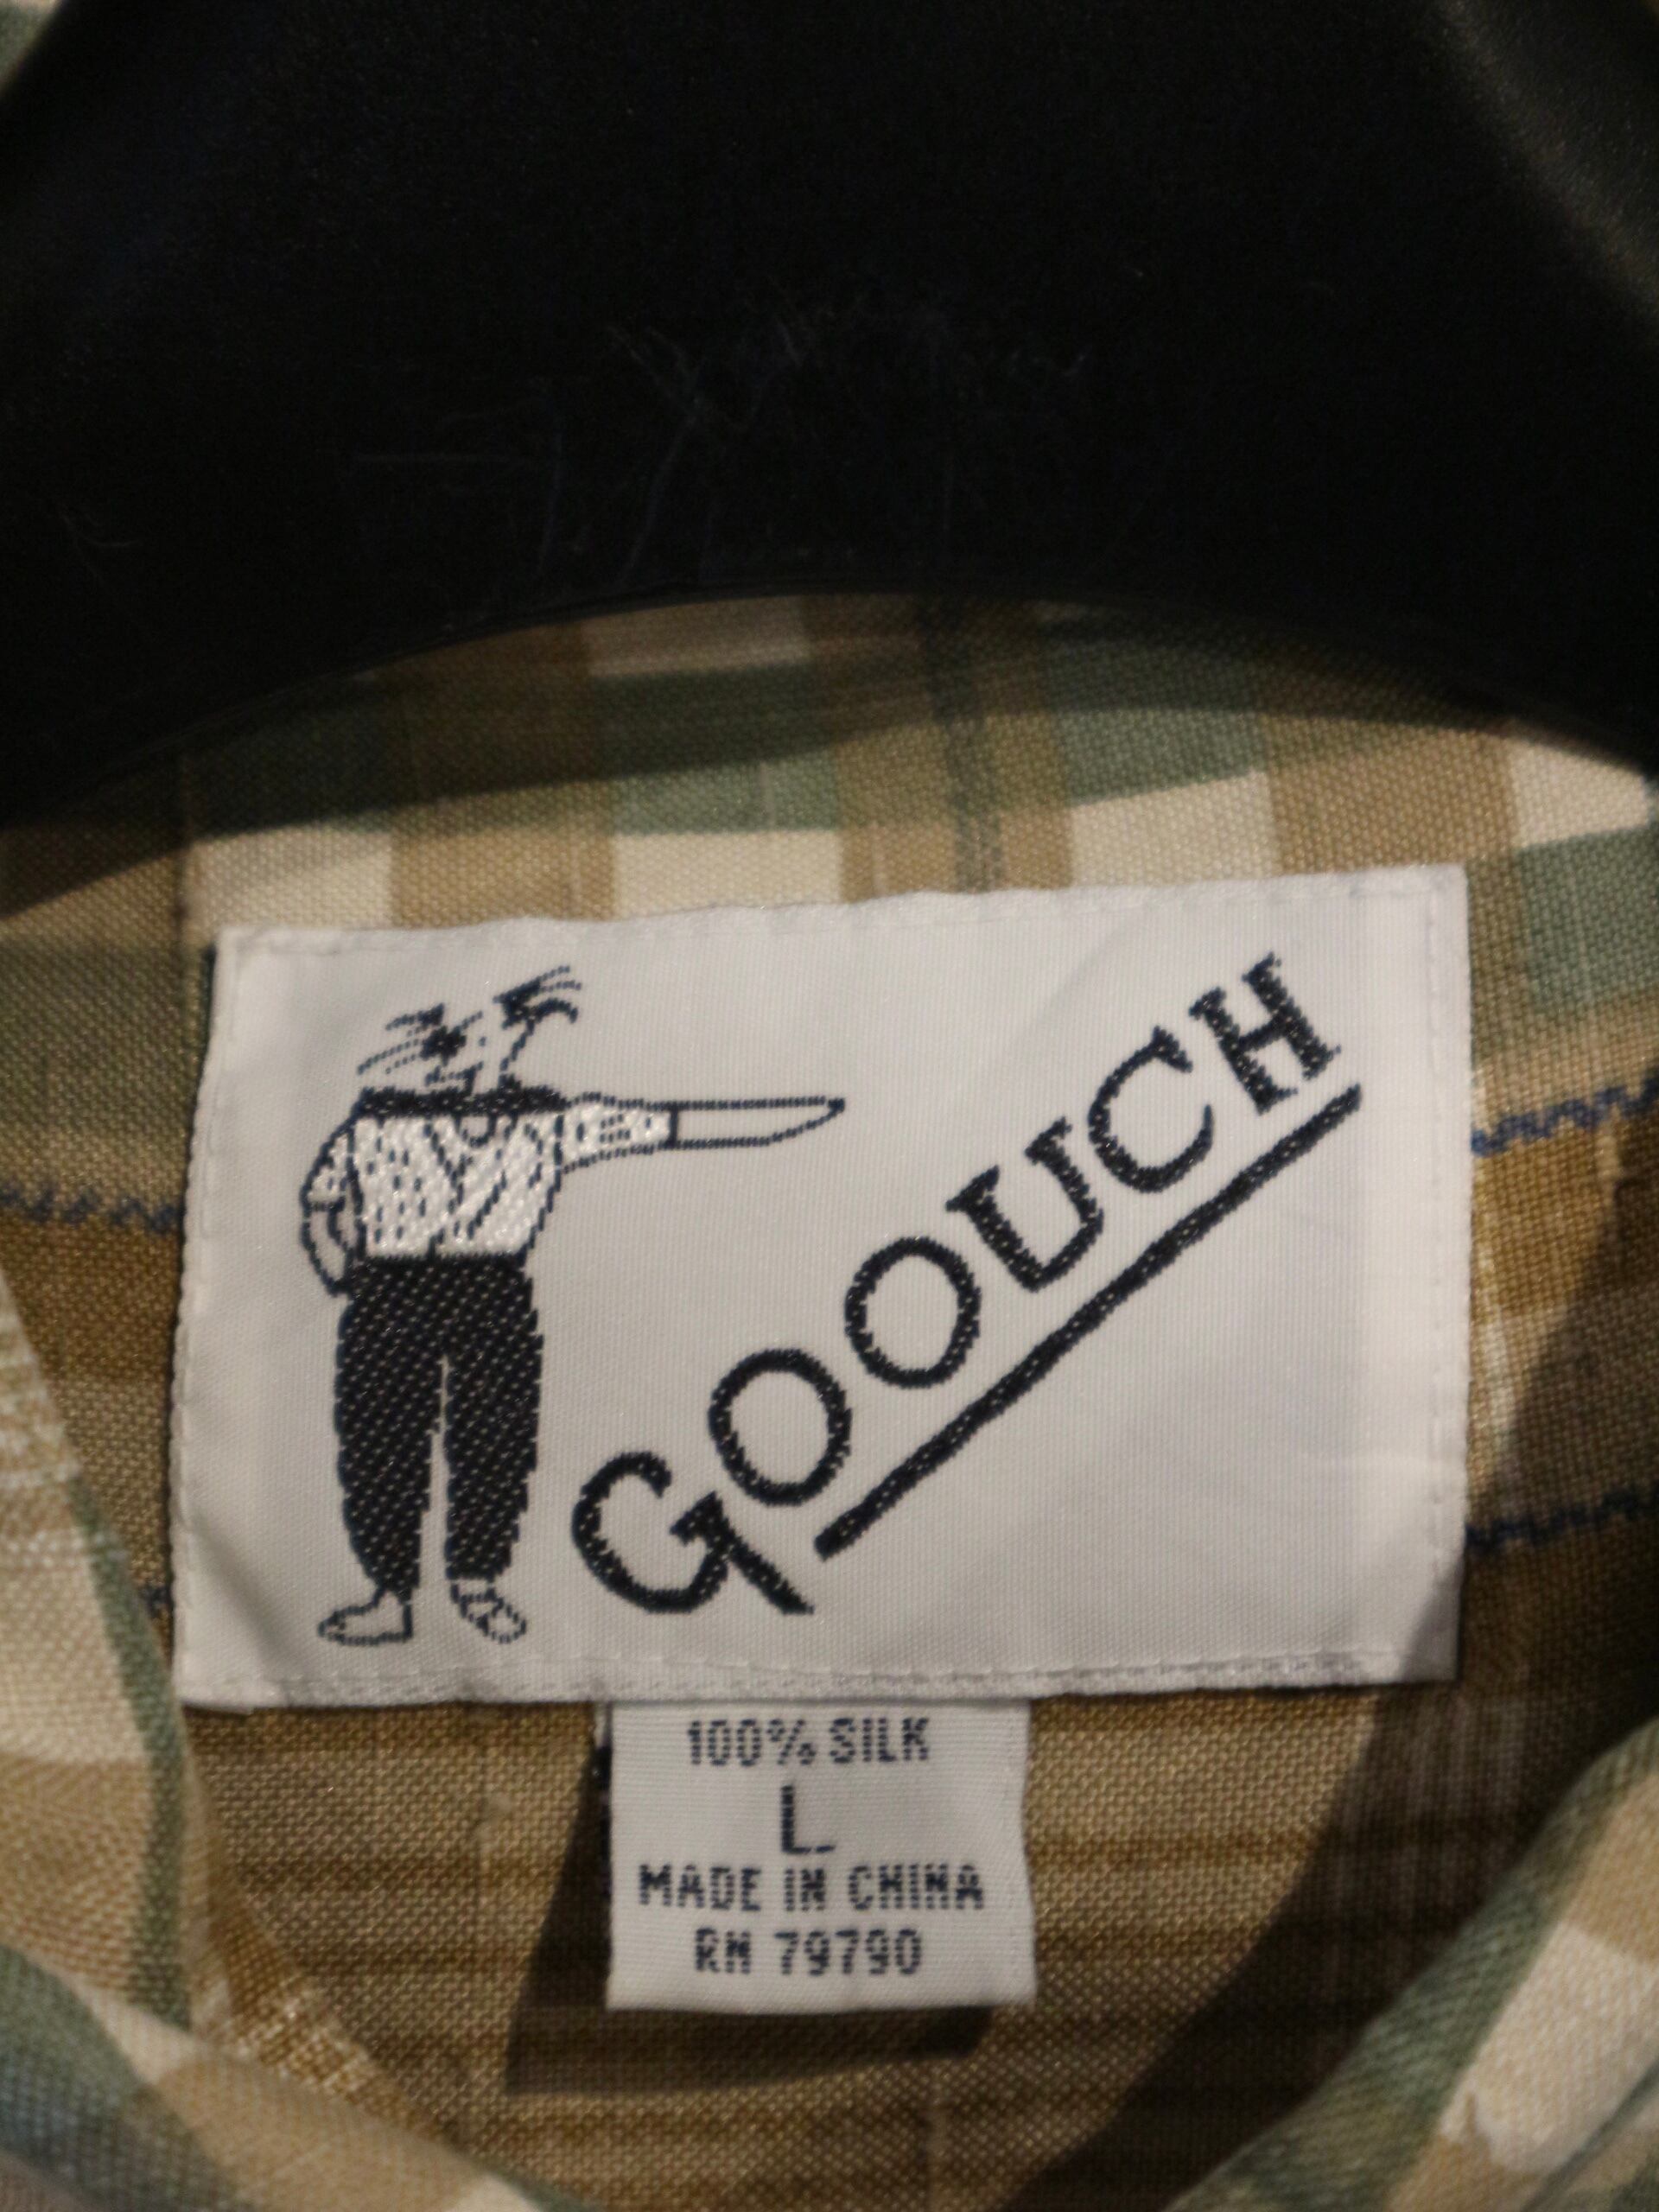 GOOUCH
100% SILK
L
MADE IN CHINA
RN 79790